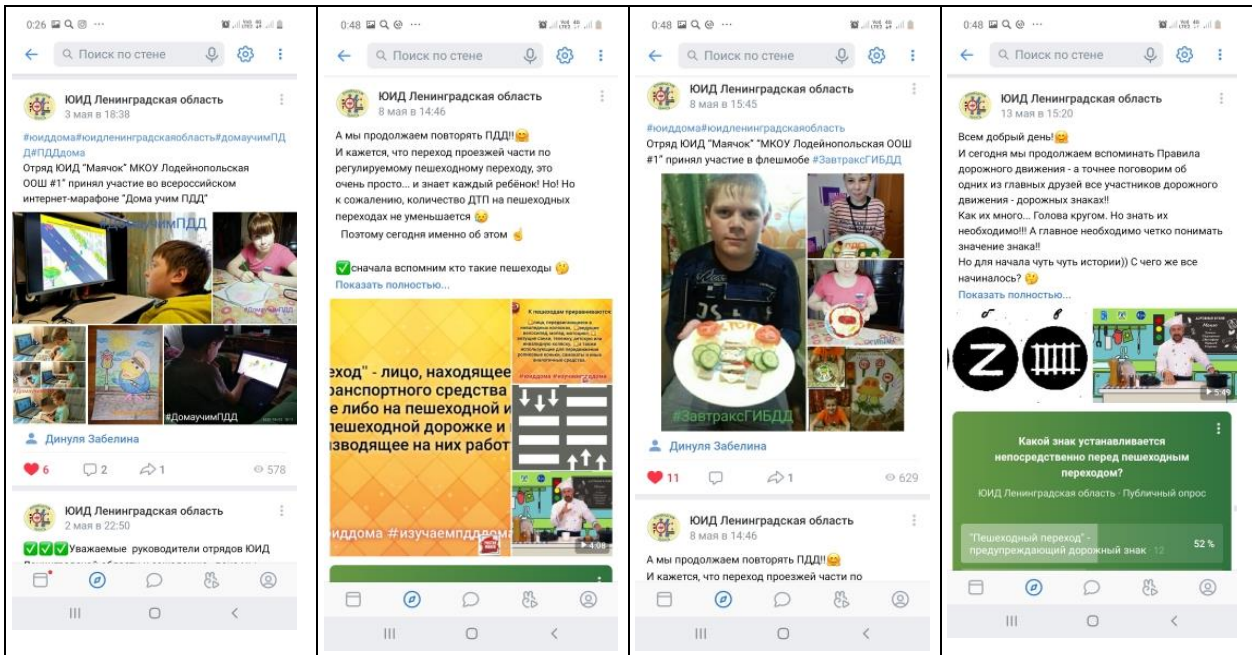 0:26
Поиск по стене
ЮИД Ленинградская область
3 мая в 18:38
#юиддома#юидленинградскаяобласть#домаучимПД
Д#ПДДдома
Отряд ЮИД "Маячок" МКОУ Лодейнопольская
ООШ #1" принял участие во всероссийском
интернет-марафоне "Дома учим ПДД"
#ДомаучимПДД
#ДомаучимПДД
Динуля Забелина
6
2
1
578
ЮИД Ленинградская область
2 мая в 22:50
Уважаемые руководители отрядов ЮИД
0:48
Поиск по стене
ЮИД Ленинградская область
8 мая в 14:46
А мы продолжаем повторять ПДД!!
И кажется, что переход проезжей части по
регулируемому пешеходному переходу, это
очень просто... и знает каждый ребёнок! Но! Но
к сожалению, количество ДТП на пешеходных
переходах не уменьшается
Поэтому сегодня именно об этом
сначала вспомним кто такие пешеходы
Показать полностью...
К пешеходам приравниваются
еход" - лицо, находящее
ранспортного средства
е либо на пешеходной и
пешеходной дорожке и
изводящее на них работ
иддома #изучаемпдддома
4:08
0:48
Поиск по стене
ЮИД Ленинградская область
8 мая в 15:45
#юиддома#юидленинградскаяобласть
Отряд ЮИД "Маячок" "МКОУ Лодейнопольская ООШ
#1" принял участие в флешмобе #ЗавтраксГИБДД
#ЗавтраксГИБДД
Динуля Забелина
11
1
629
ЮИД Ленинградская область
8 мая в 14:46
А мы продолжаем повторять ПДД!!
И кажется, что переход проезжей части по
0:48
Поиск по стене
ЮИД Ленинградская область
13 мая в 15:20
Всем добрый день!
И сегодня мы продолжаем вспоминать Правила
дорожного движения - а точнее поговорим об
одних из главных друзей все участников дорожного
движения - дорожных знаках!!
Как их много... Голова кругом. Но знать их
необходимо!!! А главное необходимо четко понимать
значение знака!!
Но для начала чуть чуть истории)) С чего же все
начиналось?
Показать полностью...
5:49
Какой знак устанавливается
непосредственно перед пешеходным
переходом?
ЮИД Ленинградская область · Публичный опрос
"Пешеходный переход" -
предупреждающий дорожный знак · 12
52 %